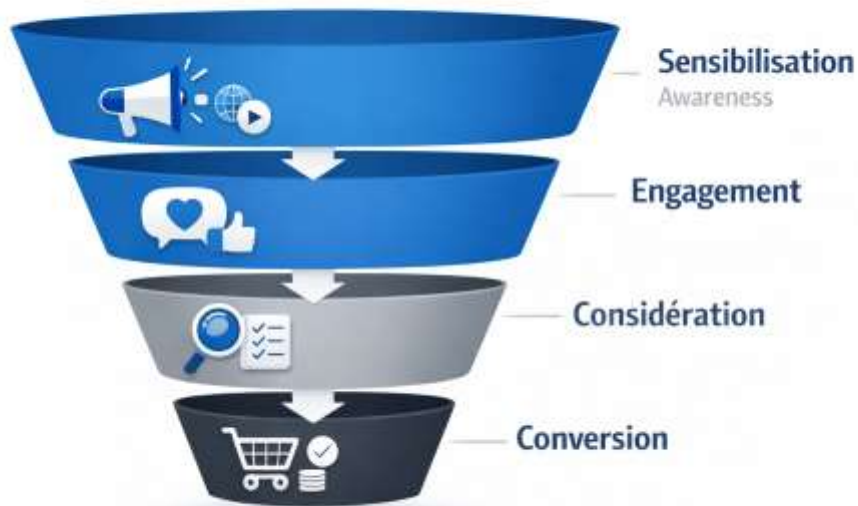 Sensibilisation
Awareness
Engagement
Considération
Conversion